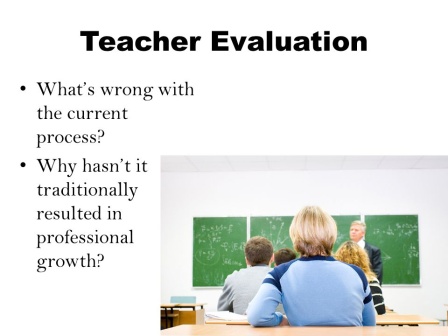 Teacher Evaluation
• What's wrong with
the current
process?
• Why hasn't it
traditionally
resulted in
professional
growth?